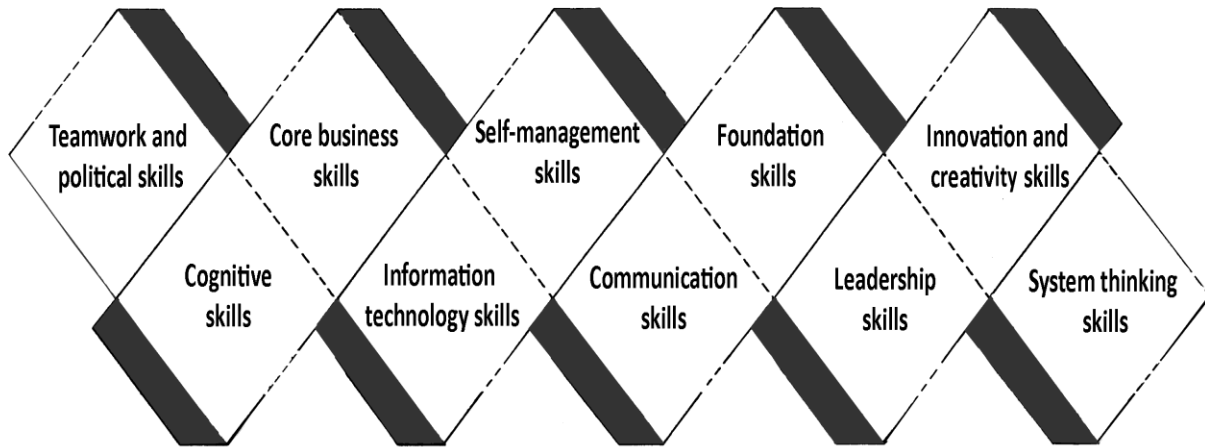 Teamwork and
political skills
Core business
skills
Self-management
skills
Foundation
skills
Innovation and
creativity skills
Cognitive
skills
Information
technology skills
Communication
skills
Leadership
skills
System thinking
skills